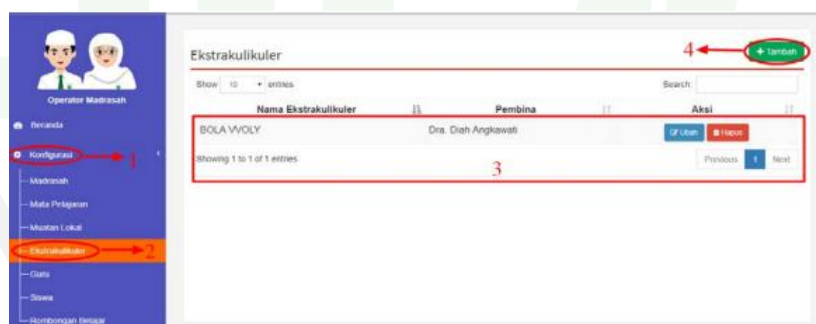 Operator Madrasah
Beranda
Konfigurasi
1
Madrasah
Mata Pelajaran
Muatan Lokal
Ekstrakulikuler
2
Guru
Siswa
Rombongan Belajar
Ekstrakulikuler
4
+ Tambah
Show 10 entries
Search:
Nama Ekstrakulikuler Pembina Aksi
BOLA VVOLY Dra. Diah Angkawati Ubah Hapus
Showing 1 to 1 of 1 entries
Previous 1 Next
3